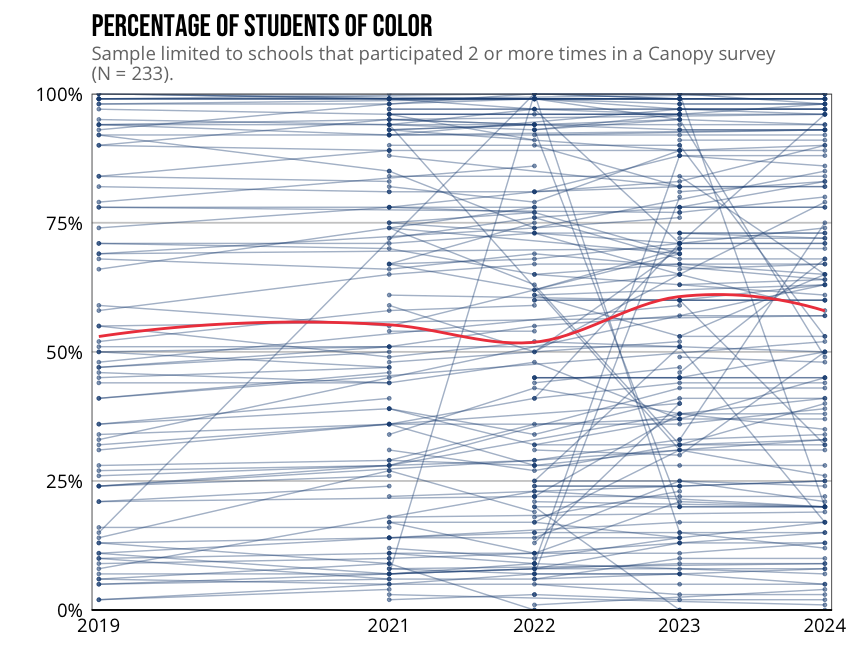 PERCENTAGE OF STUDENTS OF COLOR
Sample limited to schools that participated 2 or more times in a Canopy survey
(N = 233).
100%
75%
50%
25%
0%
2019 2021 2022 2023 2024